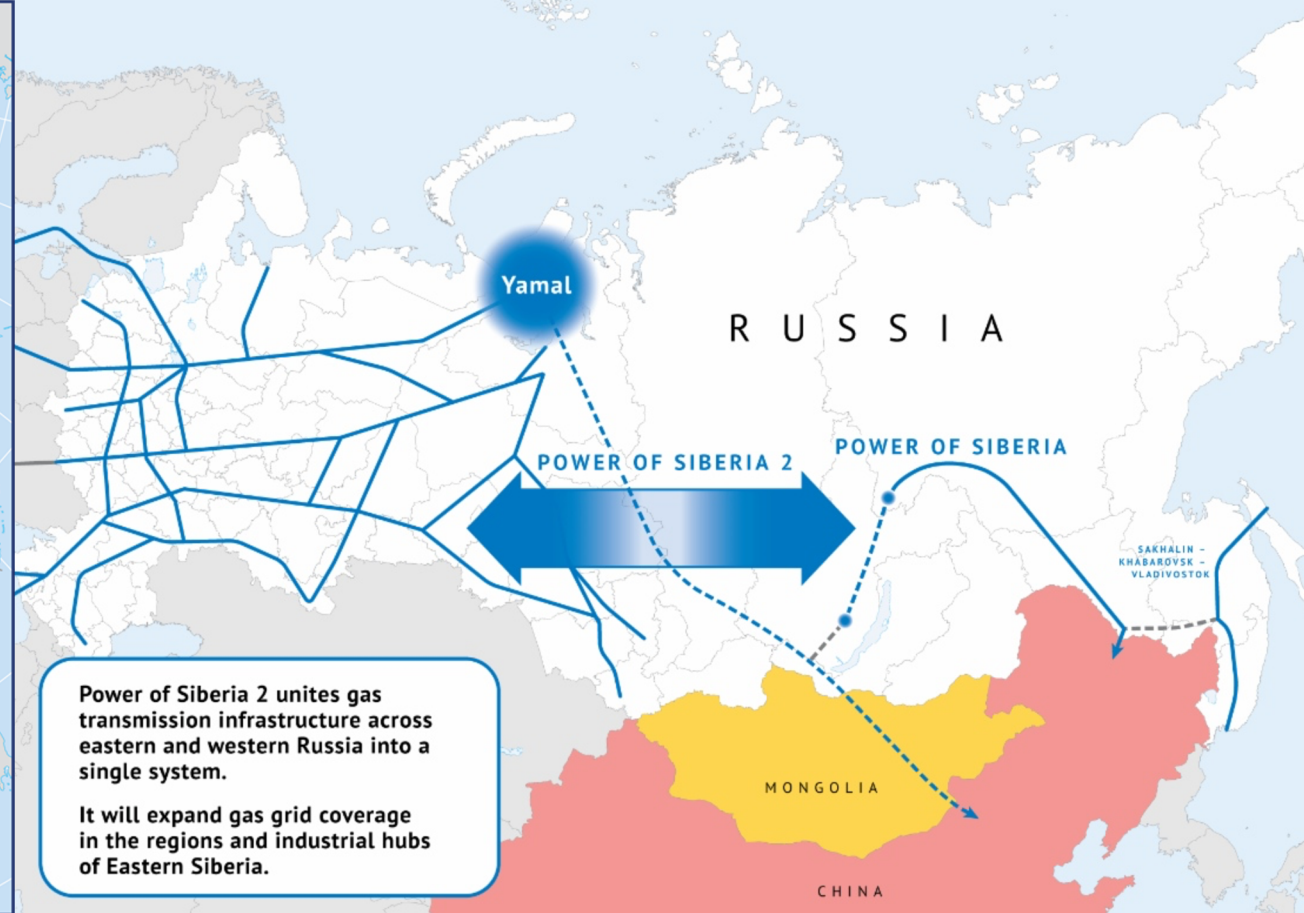 Yamal
RUSSIA
POWER OF SIBERIA
POWER OF SIBERIA 2
SAKHALIN –
KHABAROVSK –
VLADIVOSTOK
MONGOLIA
CHINA
Power of Siberia 2 unites gas
transmission infrastructure across
eastern and western Russia into a
single system.
It will expand gas grid coverage
in the regions and industrial hubs
of Eastern Siberia.